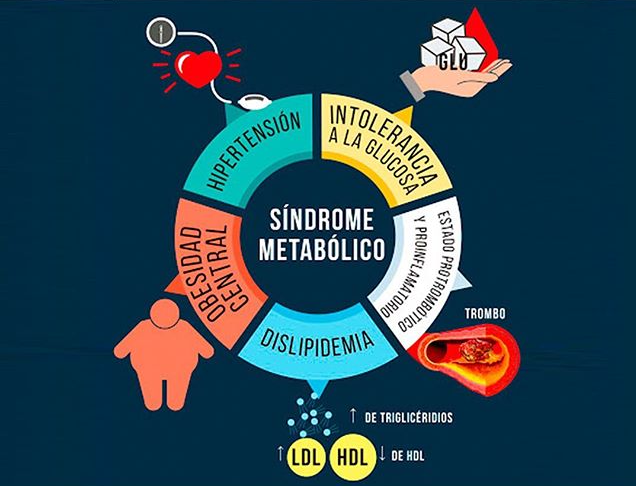 GLU
HIPERTENSIÓN
INTOLERANCIA
A LA GLUCOSA
SÍNDROME
METABÓLICO
OBESIDAD
CENTRAL
ESTADO PROTROMBÓTICO
Y PROINFLAMATORIO
DISLIPIDEMIA
TROMBO
↑ DE TRIGLICÉRIDIOS
↑ LDL HDL ↓ DE HDL